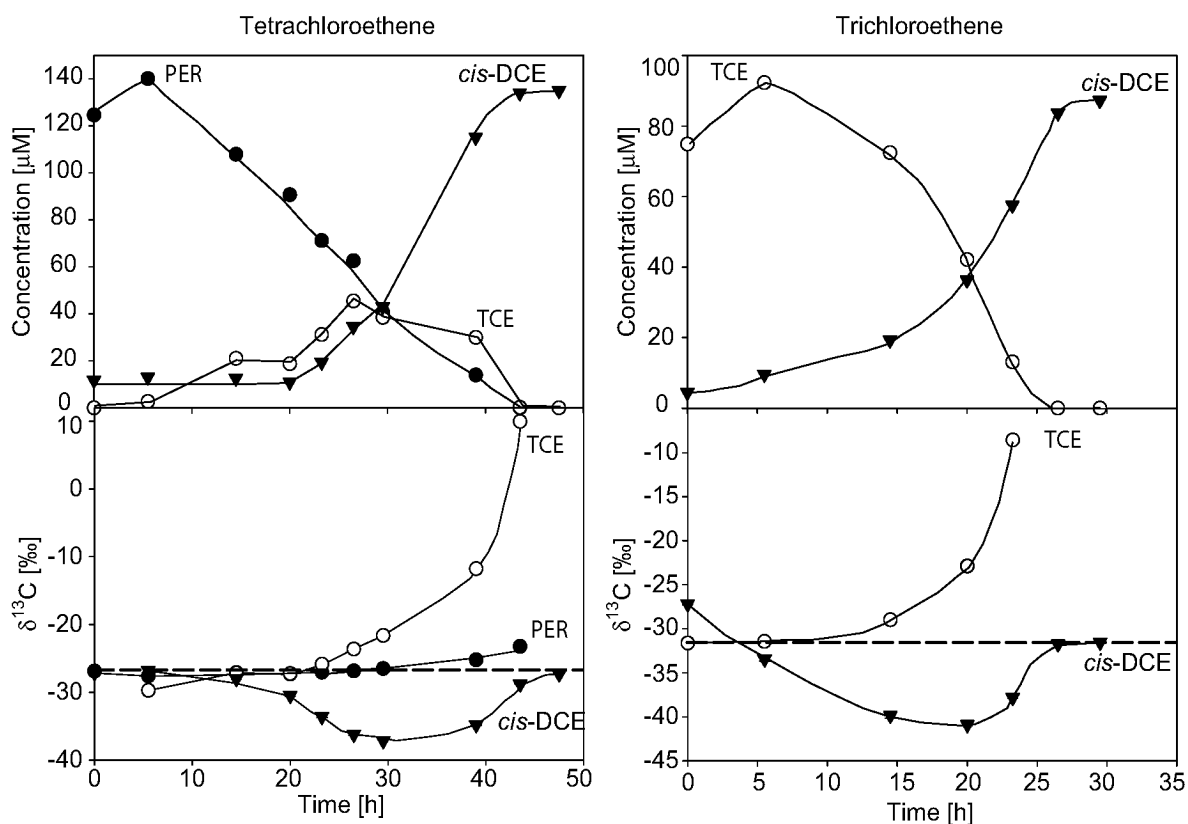 Tetrachloroethene
Trichloroethene
Concentration [µM]
140
120
100
80
60
40
20
0
PER
cis-DCE
TCE
Concentration [µM]
100
80
60
40
20
0
TCE
cis-DCE
δ13C [‰]
10
0
-10
-20
-30
-40
TCE
PER
cis-DCE
0 10 20 30 40 50
Time [h]
δ13C [‰]
-10
-15
-20
-25
-30
-35
-40
-45
TCE
cis-DCE
0 5 10 15 20 25 30 35
Time [h]